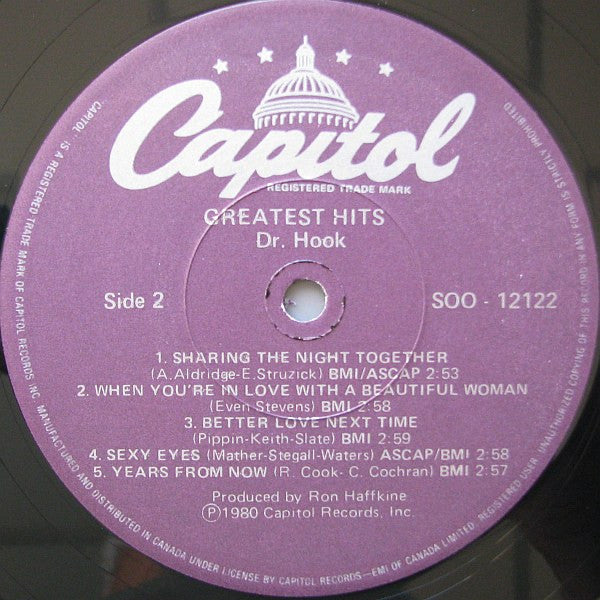 Capitol
REGISTERED TRADE MARK
GREATEST HITS
Dr. Hook
Side 2
SOO - 12122
1. SHARING THE NIGHT TOGETHER
(A.Aldridge-E.Struzick) BMI/ASCAP 2:53
2. WHEN YOU'RE IN LOVE WITH A BEAUTIFUL WOMAN
(Even Stevens) BMI 2:58
3. BETTER LOVE NEXT TIME
(Pippin-Keith-Slate) BMI 2:59
4. SEXY EYES (Mather-Stegall-Waters) ASCAP/BMI 2:58
5. YEARS FROM NOW (R. Cook- C. Cochran) BMI 2:57
Produced by Ron Haffkine
Ⓟ1980 Capitol Records, Inc.
"CAPITOL" IS A REGISTERED TRADE MARK OF CAPITOL RECORDS INC. MANUFACTURED AND DISTRIBUTED IN CANADA UNDER LICENSE BY CAPITOL RECORDS—EMI OF CANADA LIMITED. REGISTERED USER. UNAUTHORIZED COPYING OF THIS RECORD IN ANY FORM IS STRICTLY PROHIBITED